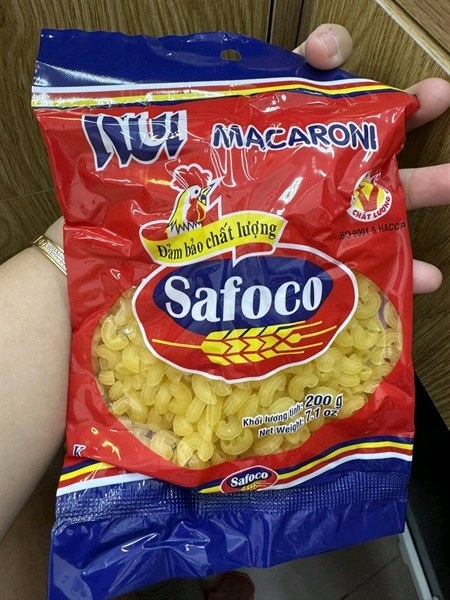 NUI MACARONI
Đảm bảo chất lượng
CHẤT LƯỢNG
ISO 9001 & HACCP
Safoco
Khối lượng tịnh: 200 g
Net Weight: 7.1 oz
Safoco